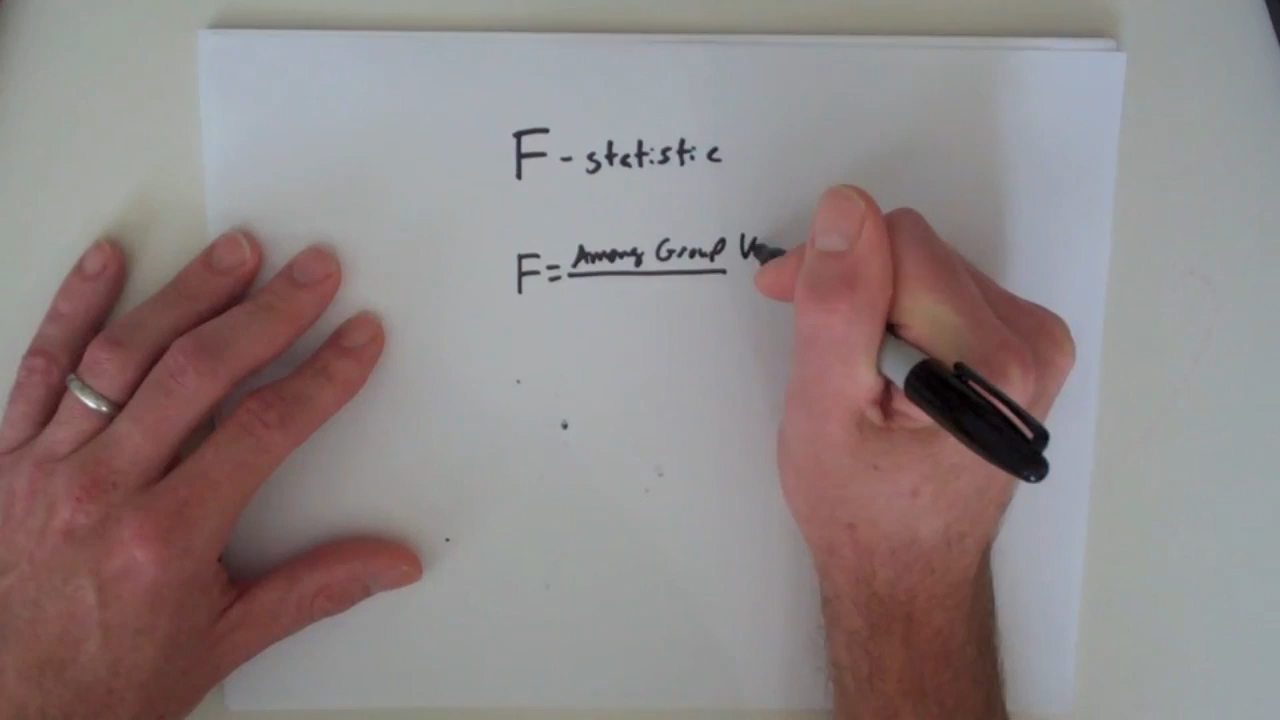 F - statistic
F = Among Group